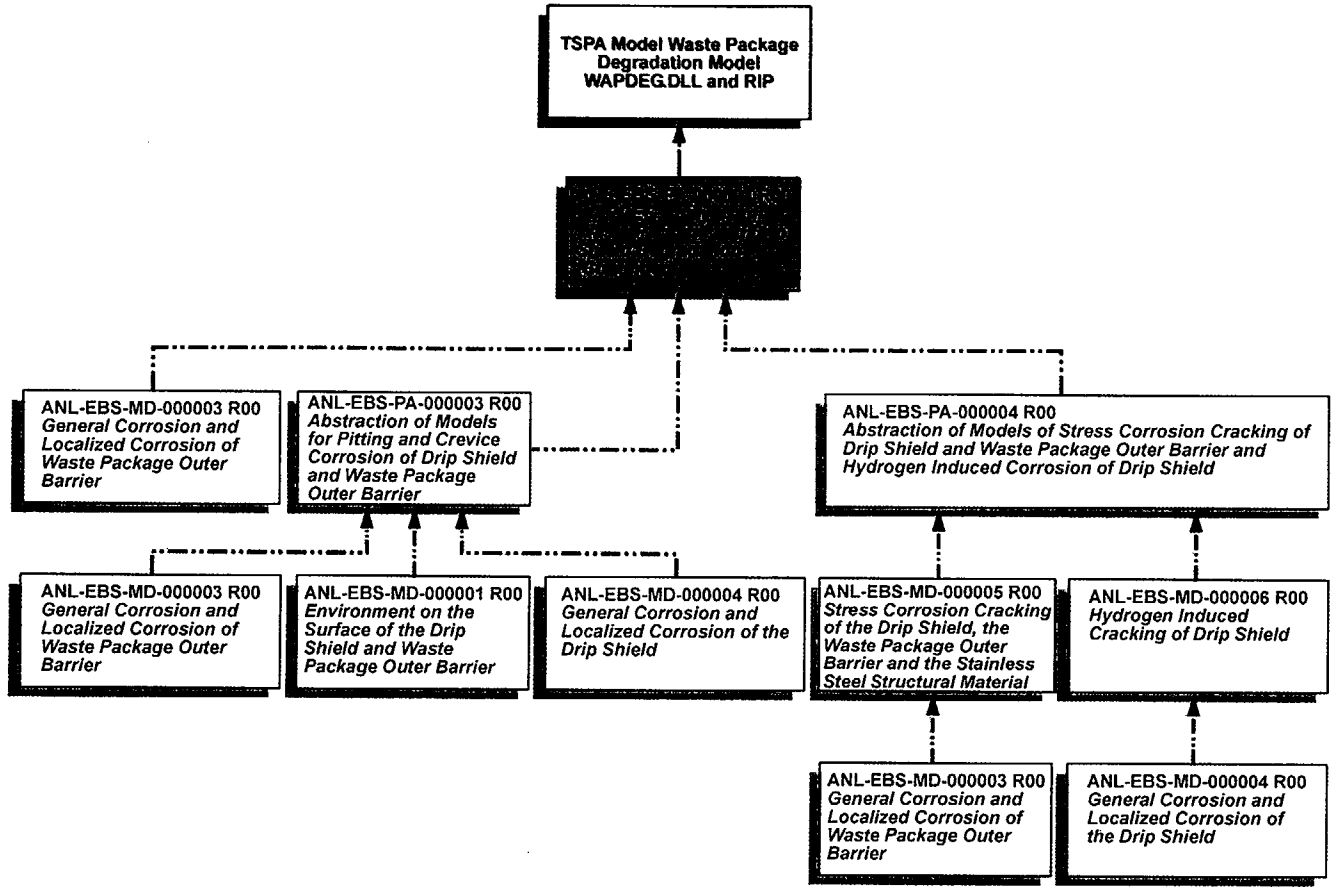 TSPA Model Waste Package
Degradation Model
WAPDEG.DLL and RIP
ANL-EBS-MD-000003 R00
General Corrosion and
Localized Corrosion of
Waste Package Outer
Barrier
ANL-EBS-PA-000003 R00
Abstraction of Models
for Pitting and Crevice
Corrosion of Drip Shield
and Waste Package
Outer Barrier
ANL-EBS-PA-000004 R00
Abstraction of Models of Stress Corrosion Cracking of
Drip Shield and Waste Package Outer Barrier and
Hydrogen Induced Corrosion of Drip Shield
ANL-EBS-MD-000003 R00
General Corrosion and
Localized Corrosion of
Waste Package Outer
Barrier
ANL-EBS-MD-000001 R00
Environment on the
Surface of the Drip
Shield and Waste
Package Outer Barrier
ANL-EBS-MD-000004 R00
General Corrosion and
Localized Corrosion of the
Drip Shield
ANL-EBS-MD-000005 R00
Stress Corrosion Cracking
of the Drip Shield, the
Waste Package Outer
Barrier and the Stainless
Steel Structural Material
ANL-EBS-MD-000006 R00
Hydrogen Induced
Cracking of Drip Shield
ANL-EBS-MD-000003 R00
General Corrosion and
Localized Corrosion of
Waste Package Outer
Barrier
ANL-EBS-MD-000004 R00
General Corrosion and
Localized Corrosion of
the Drip Shield